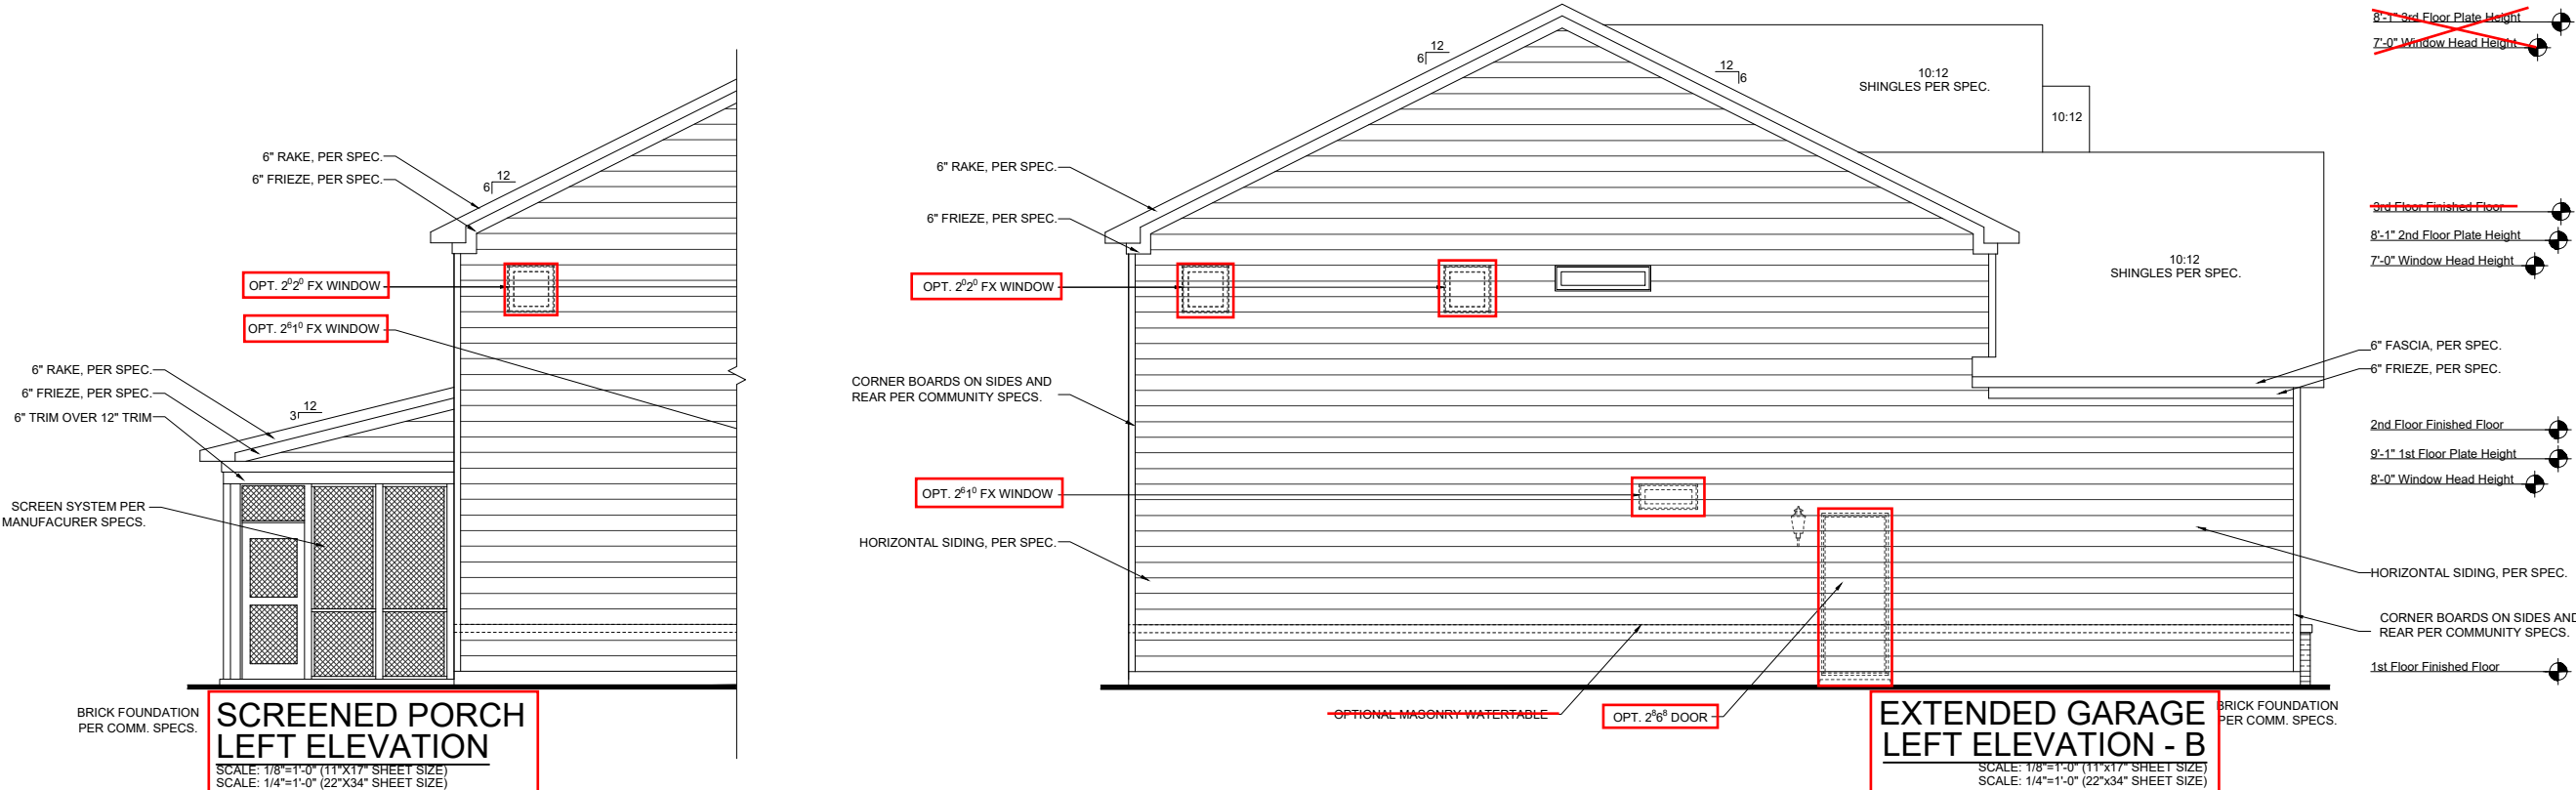 6" RAKE, PER SPEC.
6" FRIEZE, PER SPEC.
12
6
OPT. 2⁰2⁰ FX WINDOW
OPT. 2⁶1⁰ FX WINDOW
6" RAKE, PER SPEC.
6" FRIEZE, PER SPEC.
6" TRIM OVER 12" TRIM
12
3
SCREEN SYSTEM PER
MANUFACURER SPECS.
BRICK FOUNDATION
PER COMM. SPECS.
SCREENED PORCH
LEFT ELEVATION
SCALE: 1/8"=1'-0" (11"X17" SHEET SIZE)
SCALE: 1/4"=1'-0" (22"X34" SHEET SIZE)
12
6
12
6
10:12
SHINGLES PER SPEC.
10:12
6" RAKE, PER SPEC.
6" FRIEZE, PER SPEC.
OPT. 2⁰2⁰ FX WINDOW
10:12
SHINGLES PER SPEC.
CORNER BOARDS ON SIDES AND
REAR PER COMMUNITY SPECS.
OPT. 2⁶1⁰ FX WINDOW
HORIZONTAL SIDING, PER SPEC.
OPTIONAL MASONRY WATERTABLE
OPT. 2⁸6⁸ DOOR
EXTENDED GARAGE
LEFT ELEVATION - B
SCALE: 1/8"=1'-0" (11"x17" SHEET SIZE)
SCALE: 1/4"=1'-0" (22"x34" SHEET SIZE)
BRICK FOUNDATION
PER COMM. SPECS.
8'-1" 3rd Floor Plate Height
7'-0" Window Head Height
3rd Floor Finished Floor
8'-1" 2nd Floor Plate Height
7'-0" Window Head Height
6" FASCIA, PER SPEC.
6" FRIEZE, PER SPEC.
2nd Floor Finished Floor
9'-1" 1st Floor Plate Height
8'-0" Window Head Height
HORIZONTAL SIDING, PER SPEC.
CORNER BOARDS ON SIDES AND
REAR PER COMMUNITY SPECS.
1st Floor Finished Floor